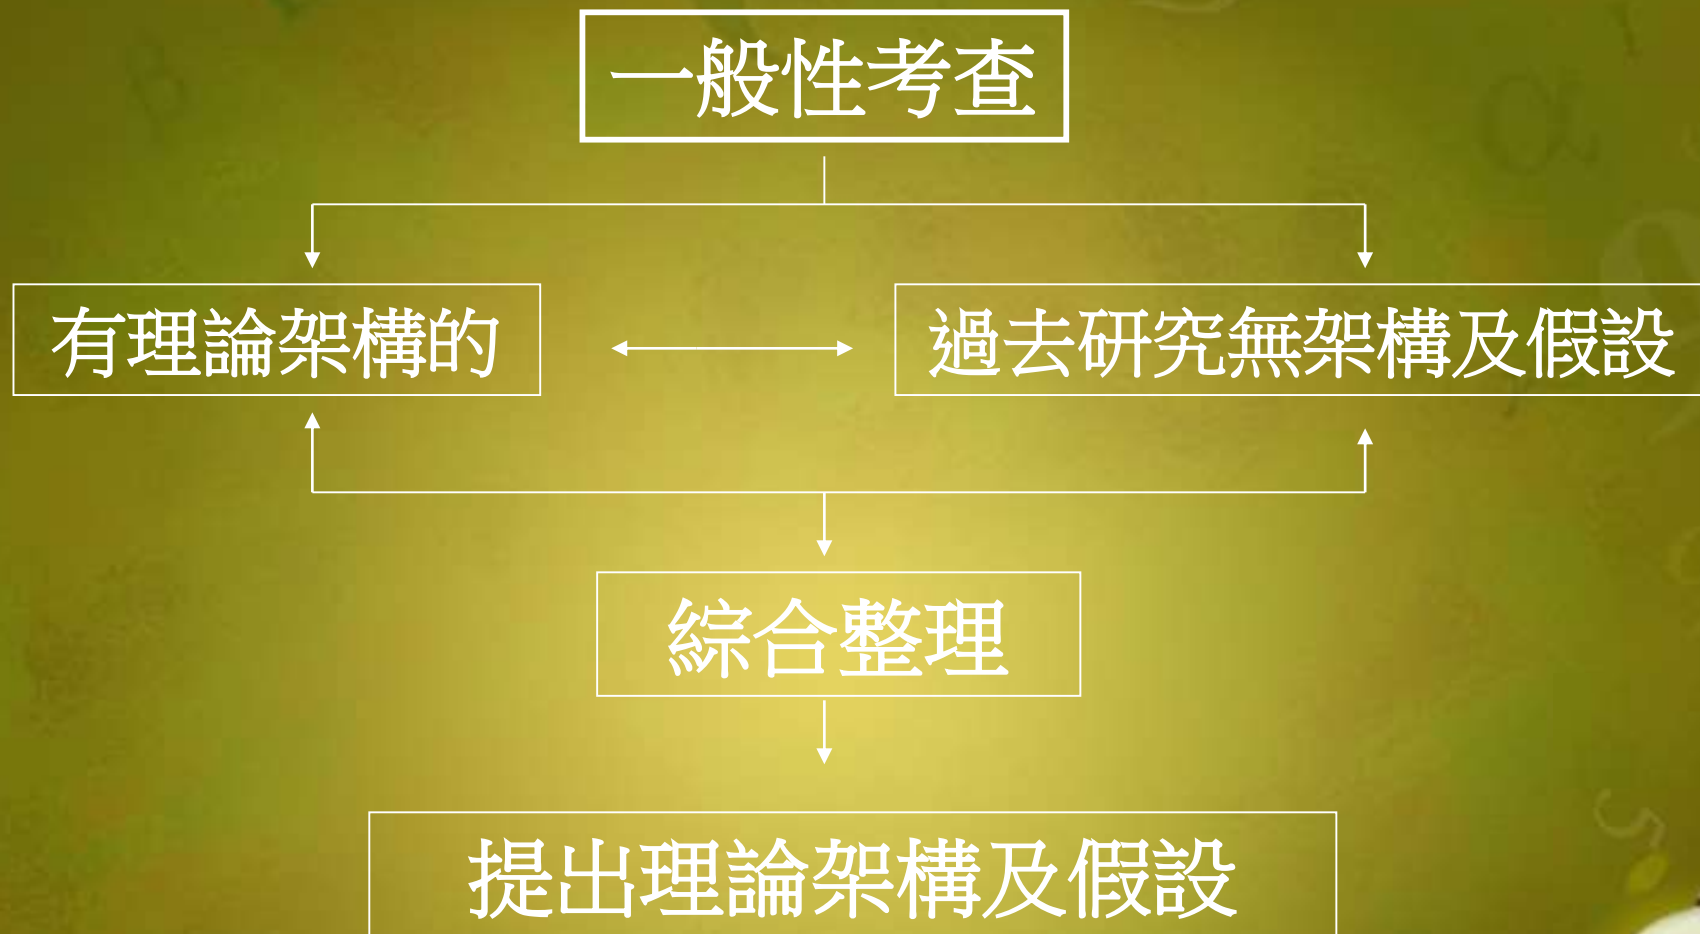 一般性考查
有理論架構的
過去研究無架構及假設
綜合整理
提出理論架構及假設